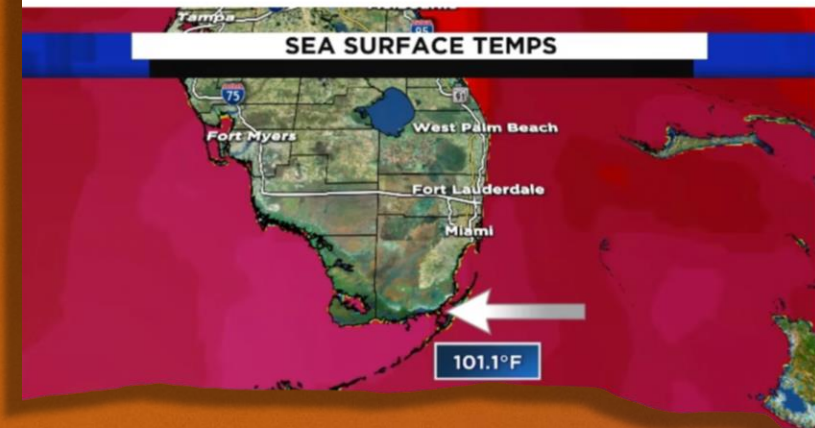 Tampa
95
SEA SURFACE TEMPS
75
West Palm Beach
Fort Myers
Fort Lauderdale
Miami
101.1°F